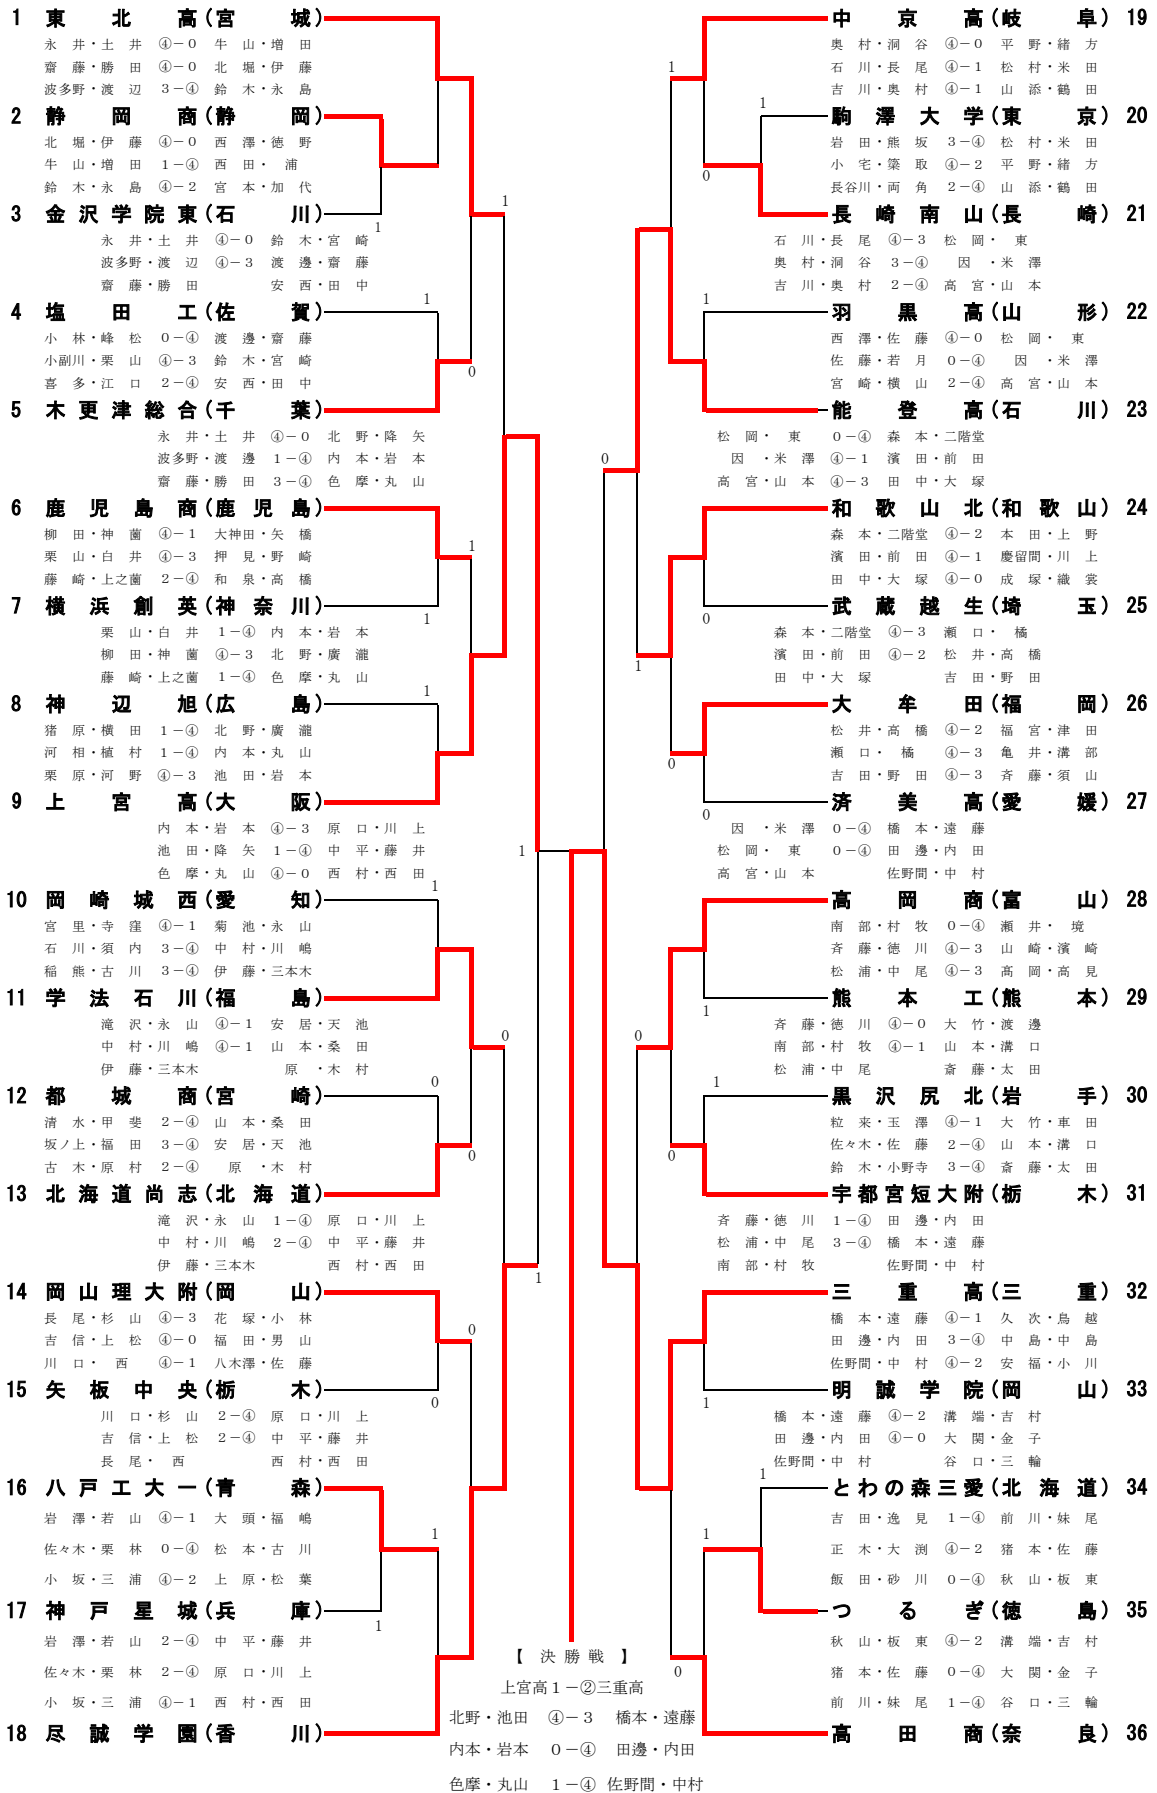 1 東北高(宮城)
永井・土井 ④－0 牛山・増田
齋藤・勝田 ④－0 北堀・伊藤
波多野・渡辺 3－④ 鈴木・永島
2 静岡商(静岡)
北堀・伊藤 ④－0 西澤・徳野
牛山・増田 1－④ 西田・浦
鈴木・永島 ④－2 宮本・加代
3 金沢学院東(石川)
1
永井・土井 ④－0 鈴木・宮崎
波多野・渡辺 ④－3 渡邊・齋藤
齋藤・勝田 安西・田中
1
4 塩田工(佐賀)
1
小林・峰松 0－④ 渡邊・齋藤
小副川・栗山 ④－3 鈴木・宮崎
喜多・江口 2－④ 安西・田中
0
5 木更津総合(千葉)
永井・土井 ④－0 北野・降矢
波多野・渡邊 1－④ 内本・岩本
齋藤・勝田 3－④ 色摩・丸山
6 鹿児島商(鹿児島)
柳田・神薗 ④－1 大神田・矢橋
栗山・白井 ④－3 押見・野崎
藤崎・上之薗 2－④ 和泉・高橋
1
7 横浜創英(神奈川)
1
栗山・白井 1－④ 内本・岩本
柳田・神薗 ④－3 北野・廣瀧
藤崎・上之薗 1－④ 色摩・丸山
8 神辺旭(広島)
1
猪原・横田 1－④ 北野・廣瀧
河相・植村 1－④ 内本・丸山
栗原・河野 ④－3 池田・岩本
9 上宮高(大阪)
内本・岩本 ④－3 原口・川上
池田・降矢 1－④ 中平・藤井
色摩・丸山 ④－0 西村・西田
1
10 岡崎城西(愛知)
1
宮里・寺窪 ④－1 菊池・永山
石川・須内 3－④ 中村・川嶋
稲熊・古川 3－④ 伊藤・三本木
11 学法石川(福島)
滝沢・永山 ④－1 安居・天池
中村・川嶋 ④－1 山本・桑田
伊藤・三本木 原・木村
0
12 都城商(宮崎)
0
清水・甲斐 2－④ 山本・桑田
坂ノ上・福田 3－④ 安居・天池
古木・原村 2－④ 原・木村
0
13 北海道尚志(北海道)
滝沢・永山 1－④ 原口・川上
中村・川嶋 2－④ 中平・藤井
伊藤・三本木 西村・西田
1
14 岡山理大附(岡山)
長尾・杉山 ④－3 花塚・小林
吉信・上松 ④－0 福田・男山
川口・西 ④－1 八木澤・佐藤
0
15 矢板中央(栃木)
0
川口・杉山 2－④ 原口・川上
吉信・上松 2－④ 中平・藤井
長尾・西 西村・西田
16 八戸工大一(青森)
岩澤・若山 ④－1 大頭・福嶋
佐々木・栗林 0－④ 松本・古川
小坂・三浦 ④－2 上原・松葉
1
17 神戸星城(兵庫)
1
岩澤・若山 2－④ 中平・藤井
佐々木・栗林 2－④ 原口・川上
小坂・三浦 ④－1 西村・西田
18 尽誠学園(香川)
中京高(岐阜) 19
奥村・洞谷 ④－0 平野・緒方
石川・長尾 ④－1 松村・米田
吉川・奥村 ④－1 山添・鶴田
1
駒澤大学(東京) 20
1
岩田・熊坂 3－④ 松村・米田
小宅・築取 ④－2 平野・緒方
長谷川・両角 2－④ 山添・鶴田
0
長崎南山(長崎) 21
石川・長尾 ④－3 松岡・東
奥村・洞谷 3－④ 因・米澤
吉川・奥村 2－④ 高宮・山本
羽黒高(山形) 22
1
西澤・佐藤 ④－0 松岡・東
佐藤・若月 0－④ 因・米澤
宮崎・横山 2－④ 高宮・山本
能登高(石川) 23
松岡・東 0－④ 森本・二階堂
因・米澤 ④－1 濱田・前田
高宮・山本 ④－3 田中・大塚
0
和歌山北(和歌山) 24
森本・二階堂 ④－2 本田・上野
濱田・前田 ④－1 慶留間・川上
田中・大塚 ④－0 成塚・織裳
武蔵越生(埼玉) 25
0
森本・二階堂 ④－3 瀬口・橘
濱田・前田 ④－2 松井・高橋
田中・大塚 吉田・野田
1
大牟田(福岡) 26
松井・高橋 ④－2 福宮・津田
瀬口・橘 ④－3 亀井・溝部
吉田・野田 ④－3 斉藤・須山
0
済美高(愛媛) 27
0
因・米澤 0－④ 橋本・遠藤
松岡・東 0－④ 田邊・内田
高宮・山本 佐野間・中村
高岡商(富山) 28
南部・村牧 0－④ 瀬井・境
斉藤・徳川 ④－3 山崎・濱崎
松浦・中尾 ④－3 髙岡・高見
熊本工(熊本) 29
1
斉藤・徳川 ④－0 大竹・渡邊
南部・村牧 ④－1 山本・溝口
松浦・中尾 斎藤・太田
0
黒沢尻北(岩手) 30
1
粒来・玉澤 ④－1 大竹・車田
佐々木・佐藤 2－④ 山本・溝口
鈴木・小野寺 3－④ 斎藤・太田
0
宇都宮短大附(栃木) 31
斉藤・徳川 1－④ 田邊・内田
松浦・中尾 3－④ 橋本・遠藤
南部・村牧 佐野間・中村
三重高(三重) 32
橋本・遠藤 ④－1 久次・鳥越
田邊・内田 3－④ 中島・中島
佐野間・中村 ④－2 安福・小川
明誠学院(岡山) 33
1
橋本・遠藤 ④－2 溝端・吉村
田邊・内田 ④－0 大関・金子
佐野間・中村 谷口・三輪
とわの森三愛(北海道) 34
1
吉田・逸見 1－④ 前川・妹尾
正木・大渕 ④－2 猪本・佐藤
飯田・砂川 0－④ 秋山・板東
1
つるぎ(徳島) 35
秋山・板東 ④－2 溝端・吉村
猪本・佐藤 0－④ 大関・金子
前川・妹尾 1－④ 谷口・三輪
0
高田商(奈良) 36
【 決勝戦 】
上宮高１－②三重高
北野・池田 ④－３ 橋本・遠藤
内本・岩本 ０－④ 田邊・内田
色摩・丸山 １－④ 佐野間・中村